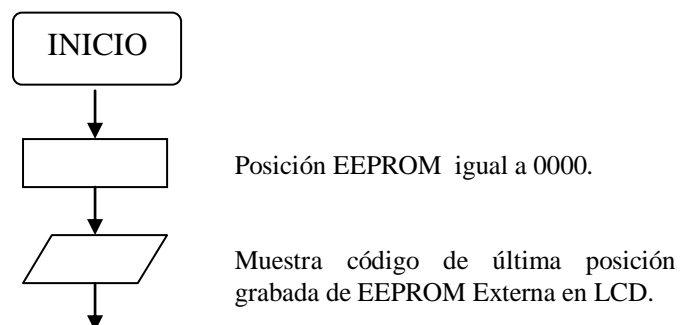 INICIO
Posición EEPROM igual a 0000.
Muestra código de última posición
grabada de EEPROM Externa en LCD.